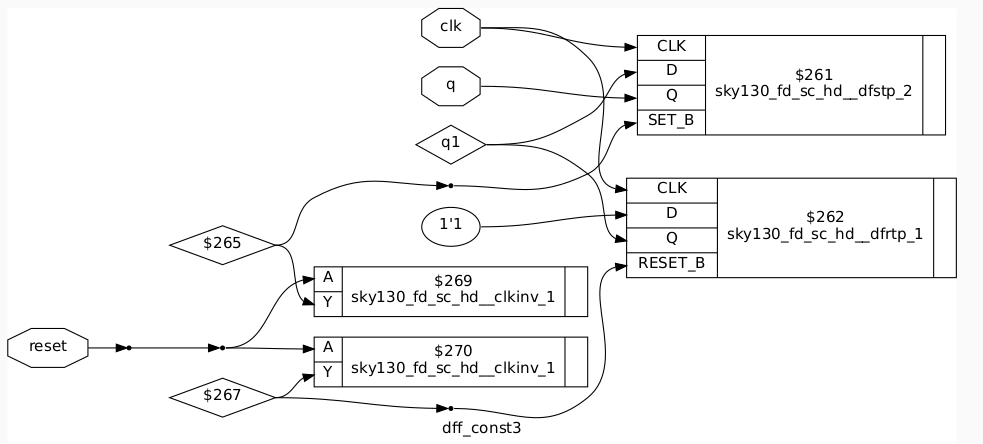 clk
CLK
D
Q
SET_B
$261
sky130_fd_sc_hd__dfstp_2
q
q1
CLK
D
Q
RESET_B
$262
sky130_fd_sc_hd__dfrtp_1
1'1
$265
A
Y
$269
sky130_fd_sc_hd__clkinv_1
reset
A
Y
$270
sky130_fd_sc_hd__clkinv_1
$267
dff_const3